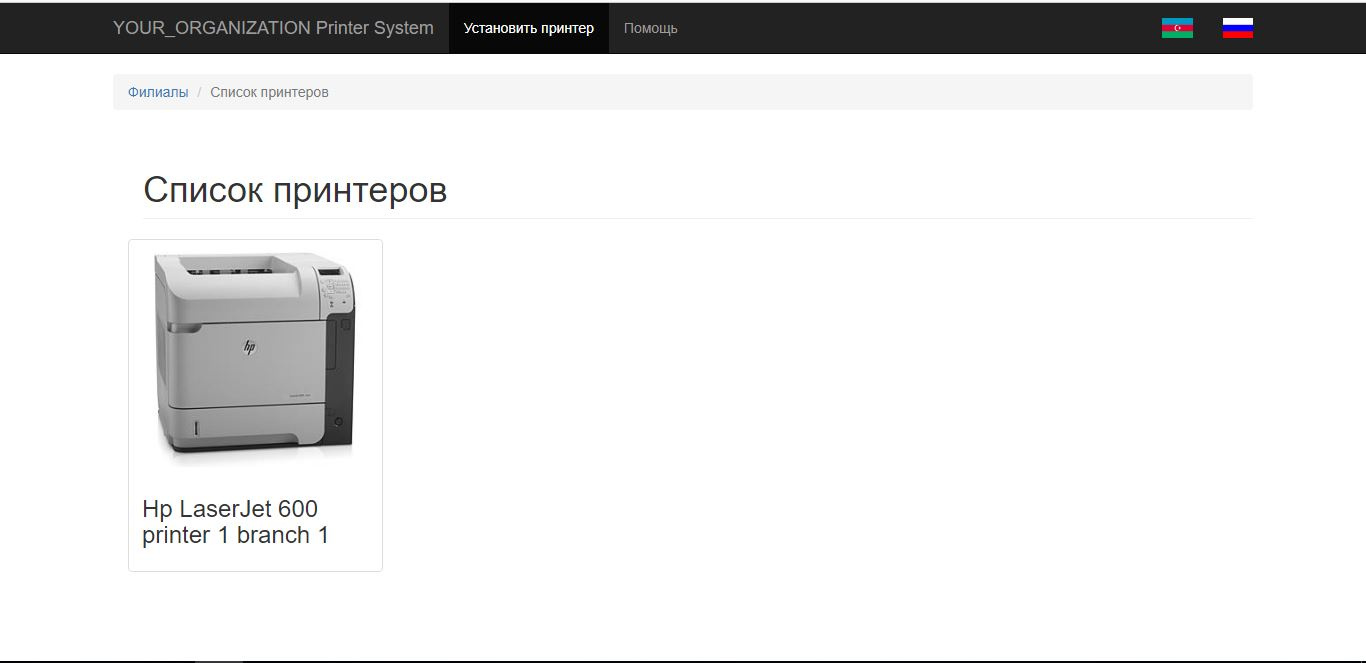 YOUR_ORGANIZATION Printer System Установить принтер Помощь
Филиалы / Список принтеров
Список принтеров
hp
Hp LaserJet 600
printer 1 branch 1